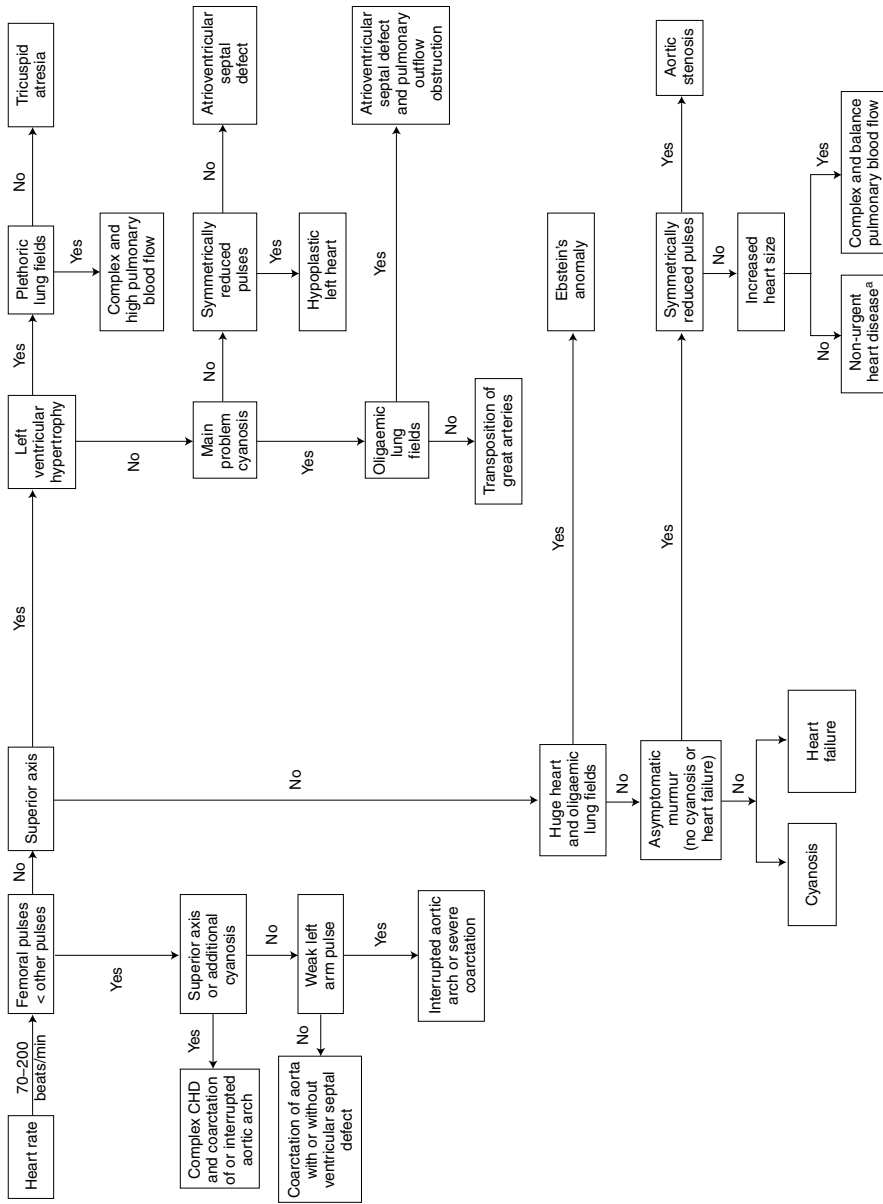 Heart rate
70–200
beats/min
Femoral pulses
< other pulses
No
Superior axis
Yes
Left
ventricular
hypertrophy
Yes
Plethoric
lung fields
No
Tricuspid
atresia
Yes
Complex and
high pulmonary
blood flow
No
Main
problem
cyanosis
No
Symmetrically
reduced
pulses
No
Atrioventricular
septal
defect
Yes
Hypoplastic
left heart
Yes
Oligaemic
lung
fields
Yes
Atrioventricular
septal defect
and pulmonary
outflow
obstruction
No
Transposition of
great arteries
Yes
Superior axis
or additional
cyanosis
Yes
Complex CHD
and coarctation
of or interrupted
aortic arch
No
Weak left
arm pulse
No
Coarctation of aorta
with or without
ventricular septal
defect
Yes
Interrupted aortic
arch or severe
coarctation
No
Huge heart
and oligaemic
lung fields
Yes
Ebstein's
anomaly
No
Asymptomatic
murmur
(no cyanosis or
heart failure)
Yes
Symmetrically
reduced pulses
Yes
Aortic
stenosis
No
Increased
heart size
No
Non-urgent
heart diseaseª
Yes
Complex and balance
pulmonary blood flow
No
Cyanosis
Heart
failure